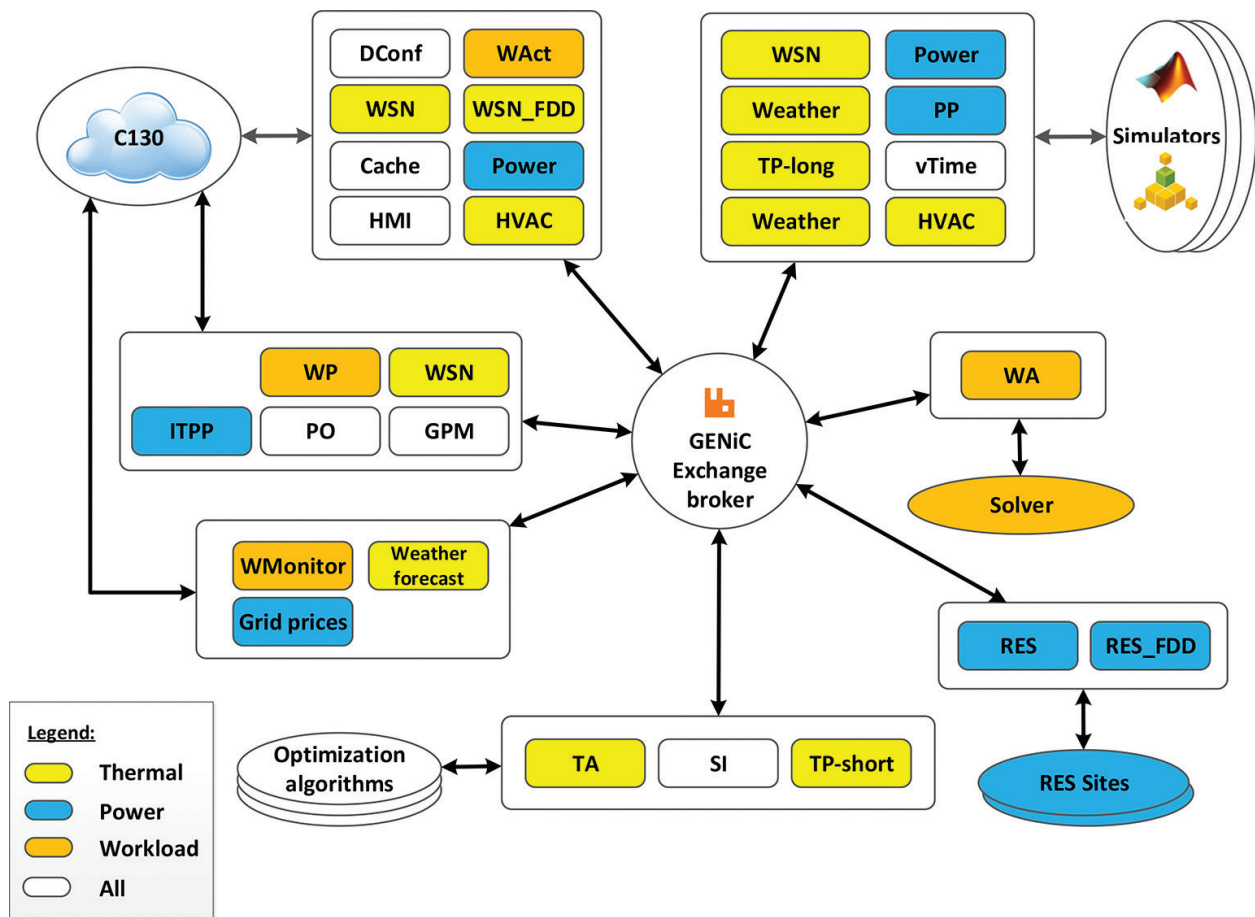 C130
DConf
WAct
WSN
WSN_FDD
Cache
Power
HMI
HVAC
WSN
Power
Weather
PP
TP-long
vTime
Weather
HVAC
Simulators
WP
WSN
ITPP
PO
GPM
GENiC
Exchange
broker
WA
Solver
WMonitor
Weather
forecast
Grid prices
RES
RES_FDD
RES Sites
Optimization
algorithms
TA
SI
TP-short
Legend:
Thermal
Power
Workload
All